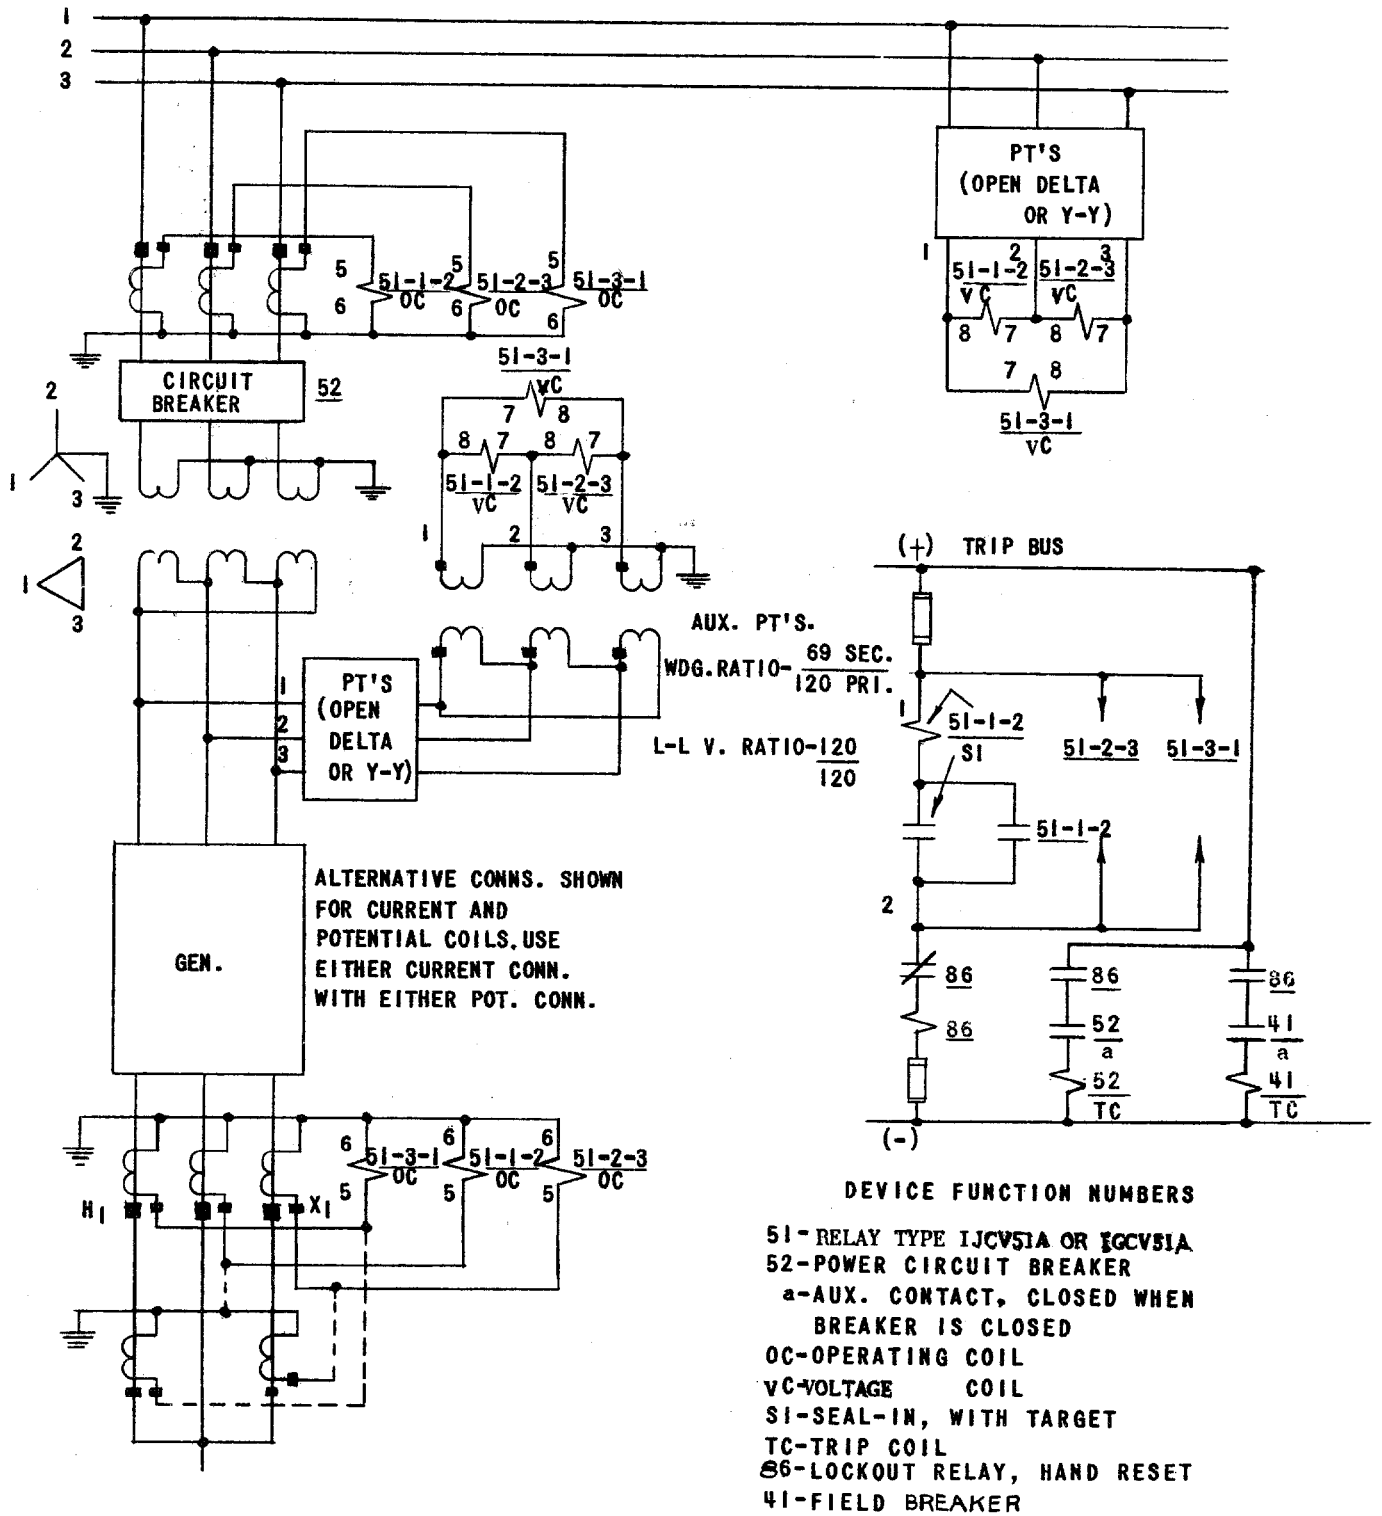 1
2
3
PT'S
(OPEN DELTA
OR Y-Y)
1
2
3
51-1-2
VC
51-2-3
VC
8
7
8
7
7
8
51-3-1
VC
5
6
51-1-2
OC
5
6
51-2-3
OC
5
6
51-3-1
OC
CIRCUIT
BREAKER
52
2
1
3
51-3-1
VC
7
8
8
7
8
7
51-1-2
VC
51-2-3
VC
1
2
3
2
1
3
AUX. PT'S.
WDG.RATIO- 69 SEC.
120 PRI.
L-L V. RATIO-120
120
1
2
3
PT'S
(OPEN
DELTA
OR Y-Y)
GEN.
ALTERNATIVE CONNS. SHOWN
FOR CURRENT AND
POTENTIAL COILS.USE
EITHER CURRENT CONN.
WITH EITHER POT. CONN.
(+) TRIP BUS
1
51-1-2
SI
51-2-3
51-3-1
51-1-2
2
86
86
86
86
52
a
41
a
52
TC
41
TC
(-)
6
5
51-3-1
OC
6
5
51-1-2
OC
6
5
51-2-3
OC
H1
X1
DEVICE FUNCTION NUMBERS
51-RELAY TYPE IJCV51A OR IGCV51A
52-POWER CIRCUIT BREAKER
a-AUX. CONTACT, CLOSED WHEN
BREAKER IS CLOSED
OC-OPERATING COIL
VC-VOLTAGE COIL
SI-SEAL-IN, WITH TARGET
TC-TRIP COIL
86-LOCKOUT RELAY, HAND RESET
41-FIELD BREAKER